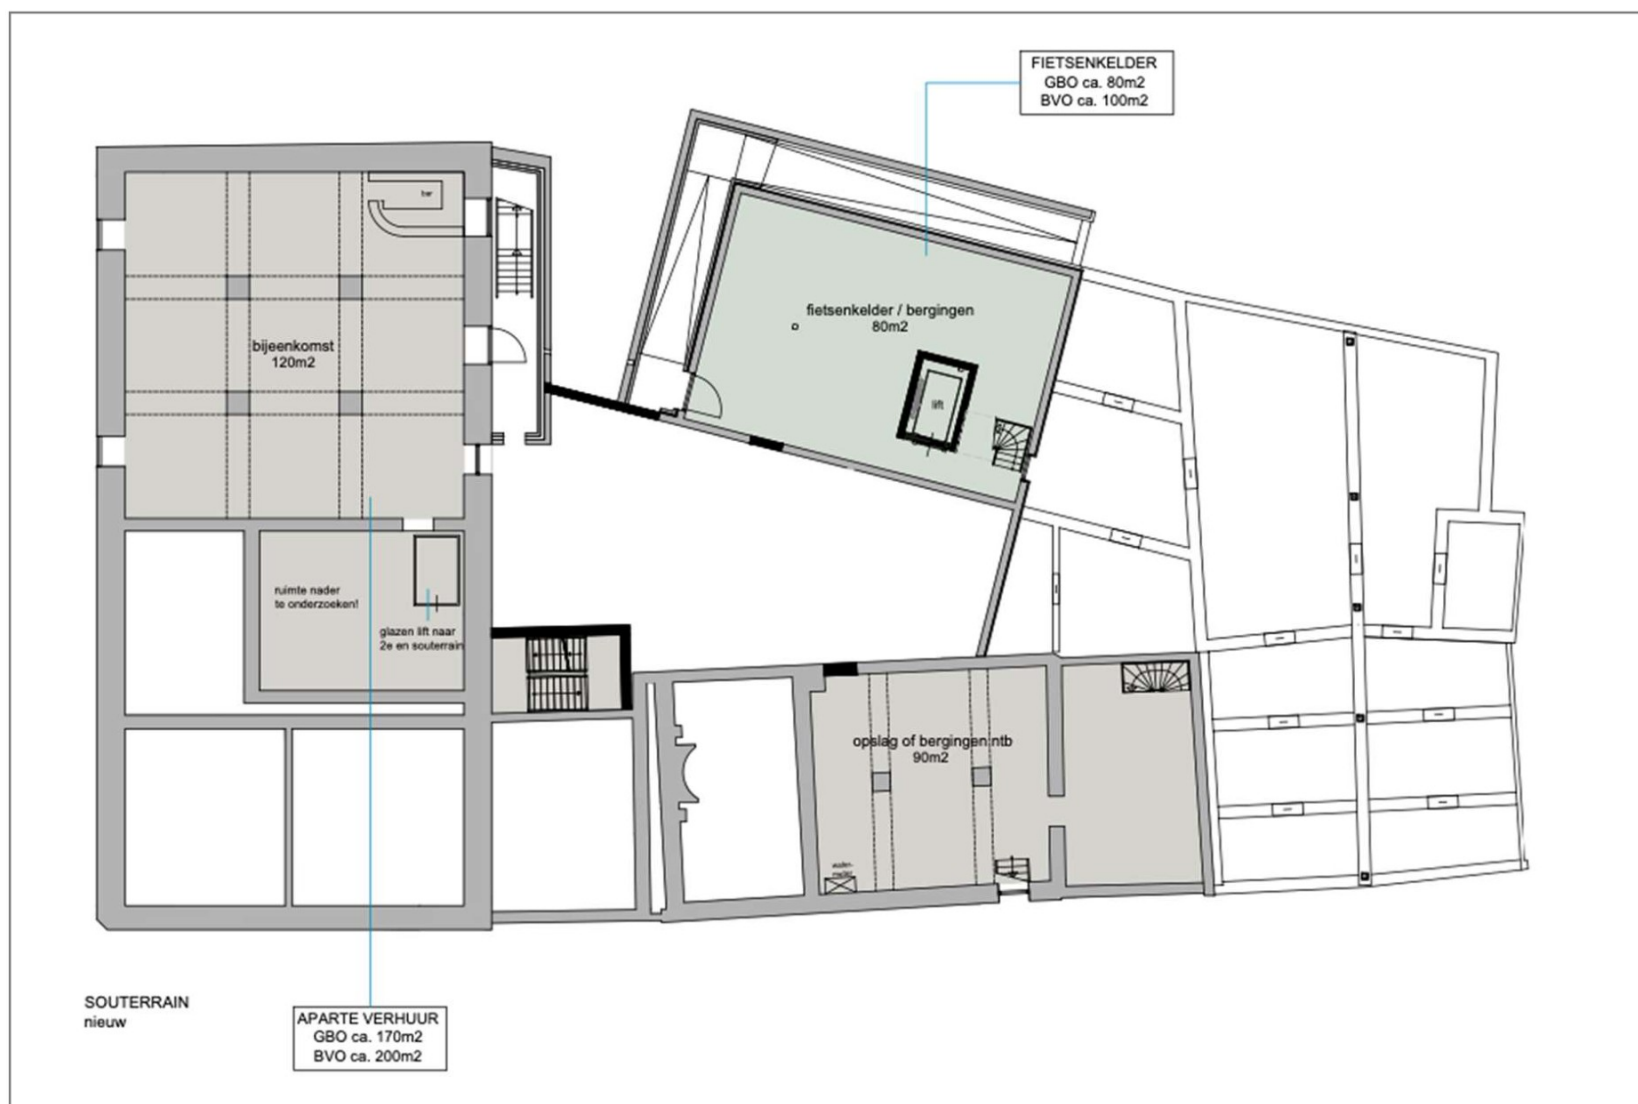 FIETSENKELDER
GBO ca. 80m2
BVO ca. 100m2
bar
fietsenkelder / bergingen
80m2
bijeenkomst
120m2
lift
ruimte nader
te onderzoeken!
glazen lift naar
2e en souterrain
opslag of bergingen ntb
90m2
SOUTERRAIN
nieuw
APARTE VERHUUR
GBO ca. 170m2
BVO ca. 200m2